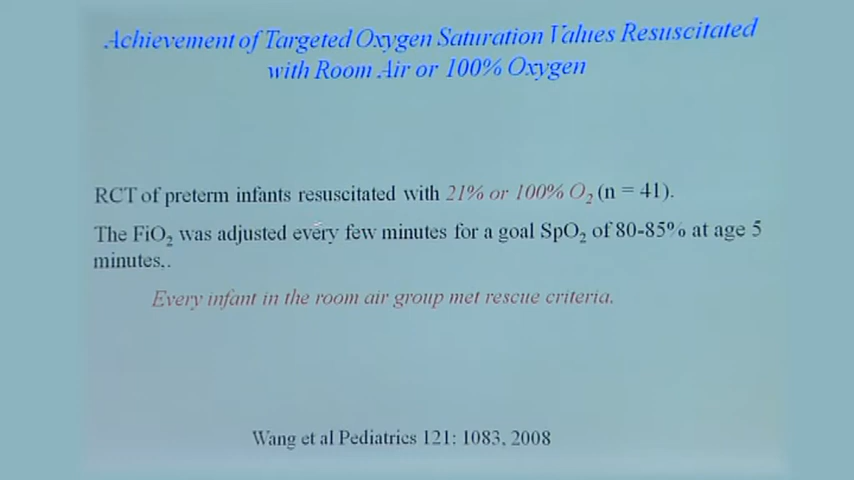 Achievement of Targeted Oxygen Saturation Values Resuscitated
with Room Air or 100% Oxygen
RCT of preterm infants resuscitated with 21% or 100% O₂ (n = 41).
The FiO₂ was adjusted every few minutes for a goal SpO₂ of 80-85% at age 5
minutes,.
Every infant in the room air group met rescue criteria.
Wang et al Pediatrics 121: 1083, 2008